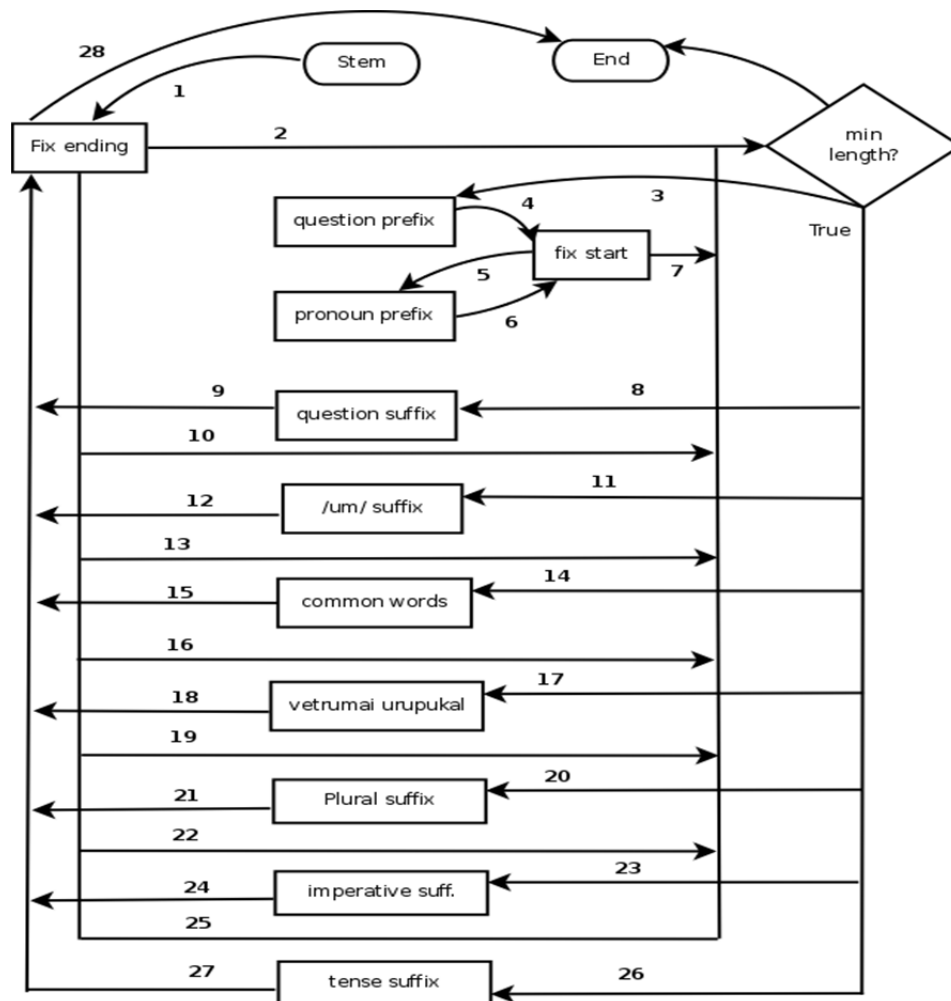 28
Stem
End
1
Fix ending
2
min
length?
3
question prefix
4
True
fix start
5
7
pronoun prefix
6
9
8
question suffix
10
11
12
/um/ suffix
13
14
15
common words
16
17
18
vetrumai urupukal
19
20
21
Plural suffix
22
23
24
imperative suff.
25
27
26
tense suffix